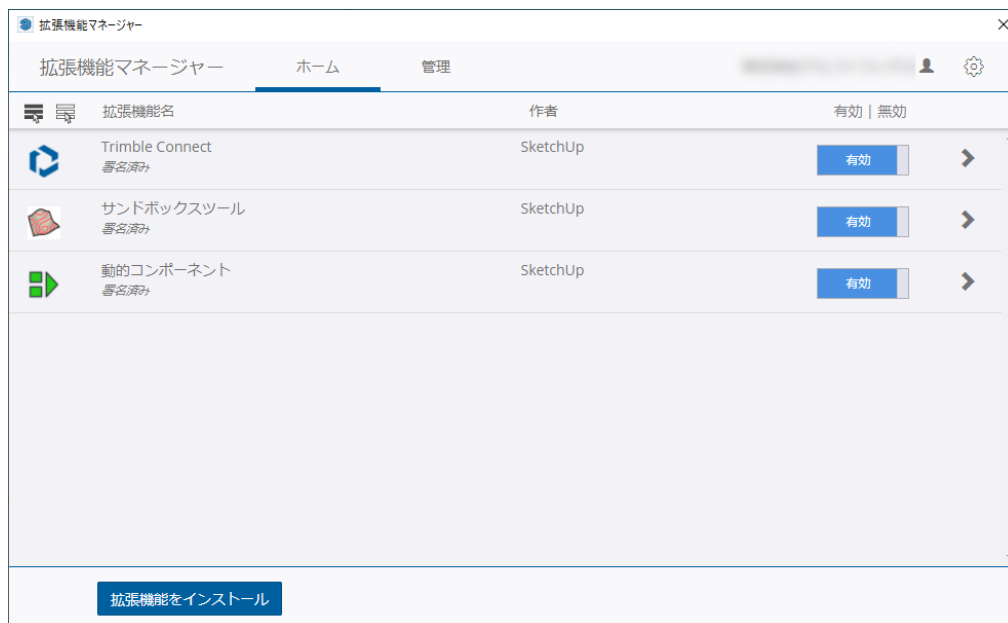 拡張機能マネージャー
拡張機能マネージャー ホーム 管理
拡張機能名 作者 有効 | 無効
Trimble Connect SketchUp 有効
署名済み
サンドボックスツール SketchUp 有効
署名済み
動的コンポーネント SketchUp 有効
署名済み
拡張機能をインストール